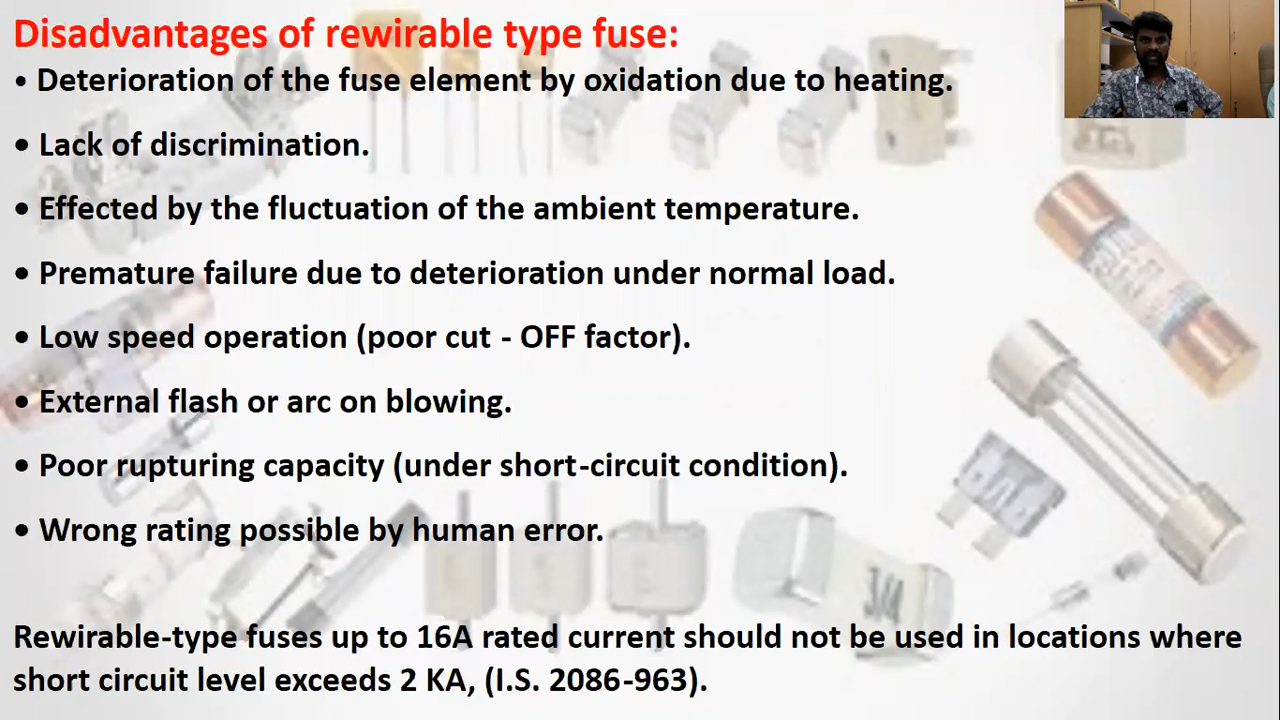 Disadvantages of rewirable type fuse:
• Deterioration of the fuse element by oxidation due to heating.
• Lack of discrimination.
• Effected by the fluctuation of the ambient temperature.
• Premature failure due to deterioration under normal load.
• Low speed operation (poor cut - OFF factor).
• External flash or arc on blowing.
• Poor rupturing capacity (under short-circuit condition).
• Wrong rating possible by human error.
3/4
Rewirable-type fuses up to 16A rated current should not be used in locations where
short circuit level exceeds 2 KA, (I.S. 2086-963).